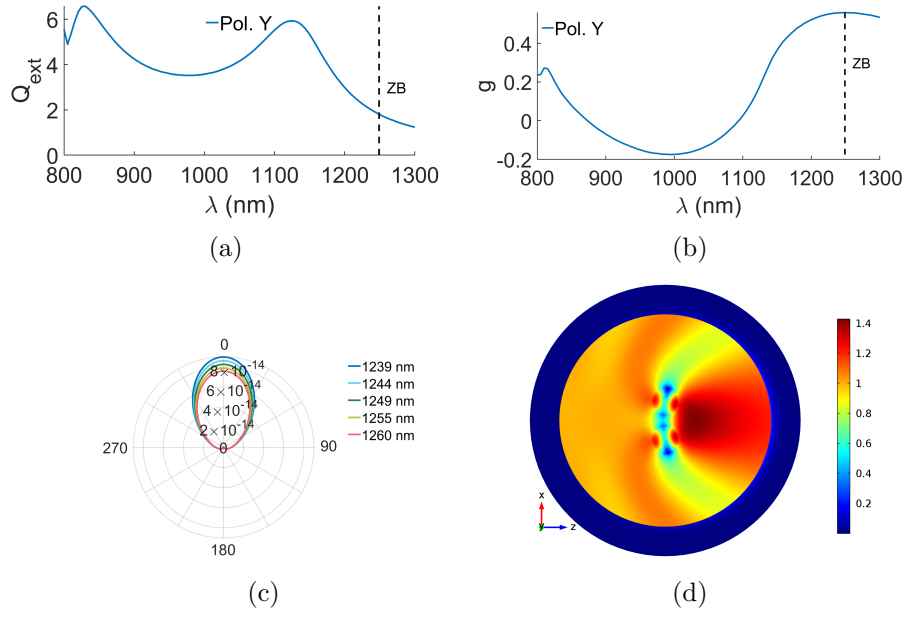 6
4
2
0
Q_ext
Pol. Y
ZB
800 900 1000 1100 1200 1300
λ (nm)
(a)
0.4
0.2
0
-0.2
g
Pol. Y
ZB
800 900 1000 1100 1200 1300
λ (nm)
(b)
0
8×10⁻¹⁴
6×10⁻¹⁴
4×10⁻¹⁴
2×10⁻¹⁴
0
270
90
180
1239 nm
1244 nm
1249 nm
1255 nm
1260 nm
(c)
1.4
1.2
1
0.8
0.6
0.4
0.2
x
y z
(d)